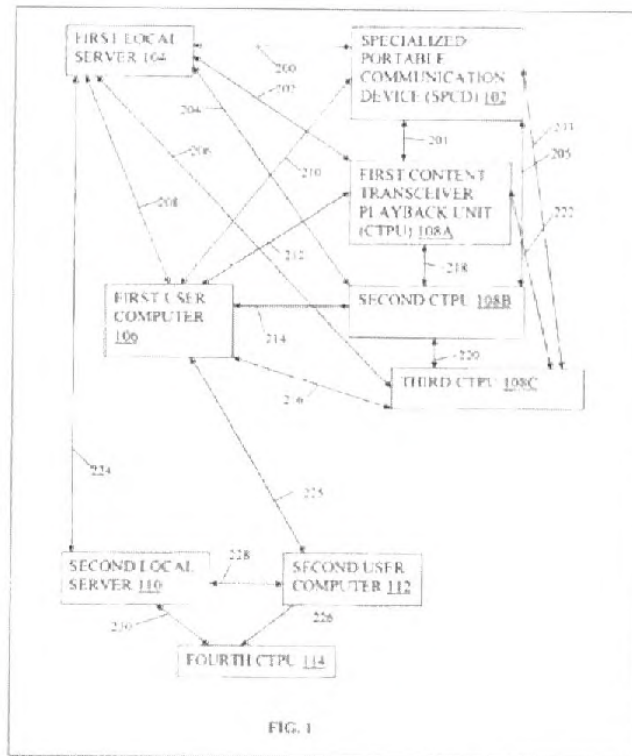 FIRST LOCAL
SERVER 104
SPECIALIZED
PORTABLE
COMMUNICATION
DEVICE (SPCD) 102
200
202
204
206
210
201
203
205
208
FIRST CONTENT
TRANSCEIVER
PLAYBACK UNIT
(CTPU) 108A
222
212
218
FIRST USER
COMPUTER
106
SECOND CTPU 108B
214
220
THIRD CTPU 108C
216
224
225
SECOND LOCAL
SERVER 110
228
SECOND USER
COMPUTER 112
230
226
FOURTH CTPU 114
FIG. 1